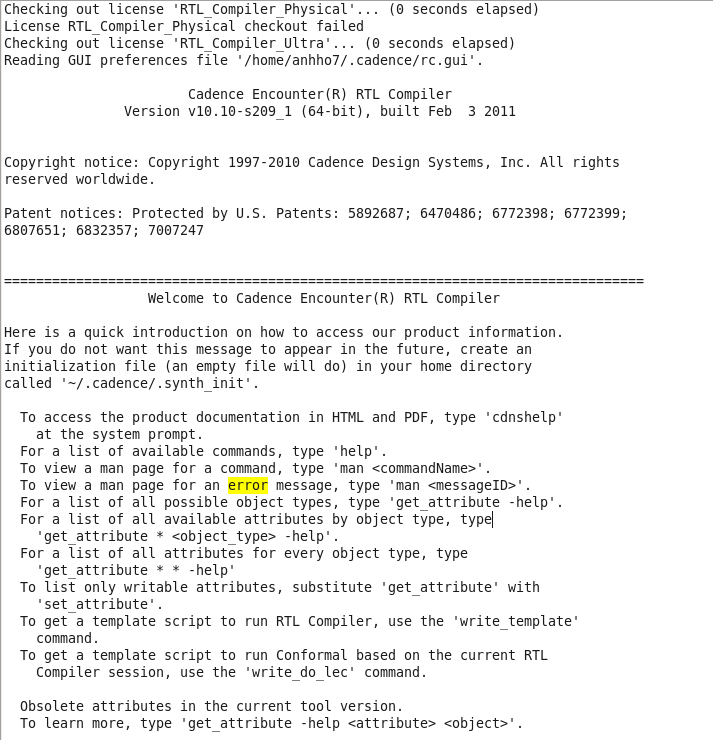 Checking out license 'RTL_Compiler_Physical'... (0 seconds elapsed)
License RTL_Compiler_Physical checkout failed
Checking out license 'RTL_Compiler_Ultra'... (0 seconds elapsed)
Reading GUI preferences file '/home/anhho7/.cadence/rc.gui'.
Cadence Encounter(R) RTL Compiler
Version v10.10-s209_1 (64-bit), built Feb  3 2011
Copyright notice: Copyright 1997-2010 Cadence Design Systems, Inc. All rights
reserved worldwide.
Patent notices: Protected by U.S. Patents: 5892687; 6470486; 6772398; 6772399;
6807651; 6832357; 7007247
================================================================================
Welcome to Cadence Encounter(R) RTL Compiler
Here is a quick introduction on how to access our product information.
If you do not want this message to appear in the future, create an
initialization file (an empty file will do) in your home directory
called '~/.cadence/.synth_init'.
To access the product documentation in HTML and PDF, type 'cdnshelp'
at the system prompt.
For a list of available commands, type 'help'.
To view a man page for a command, type 'man <commandName>'.
To view a man page for an error message, type 'man <messageID>'.
For a list of all possible object types, type 'get_attribute -help'.
For a list of all available attributes by object type, type
'get_attribute * <object_type> -help'.
For a list of all attributes for every object type, type
'get_attribute * * -help'
To list only writable attributes, substitute 'get_attribute' with
'set_attribute'.
To get a template script to run RTL Compiler, use the 'write_template'
command.
To get a template script to run Conformal based on the current RTL
Compiler session, use the 'write_do_lec' command.
Obsolete attributes in the current tool version.
To learn more, type 'get_attribute -help <attribute> <object>'.